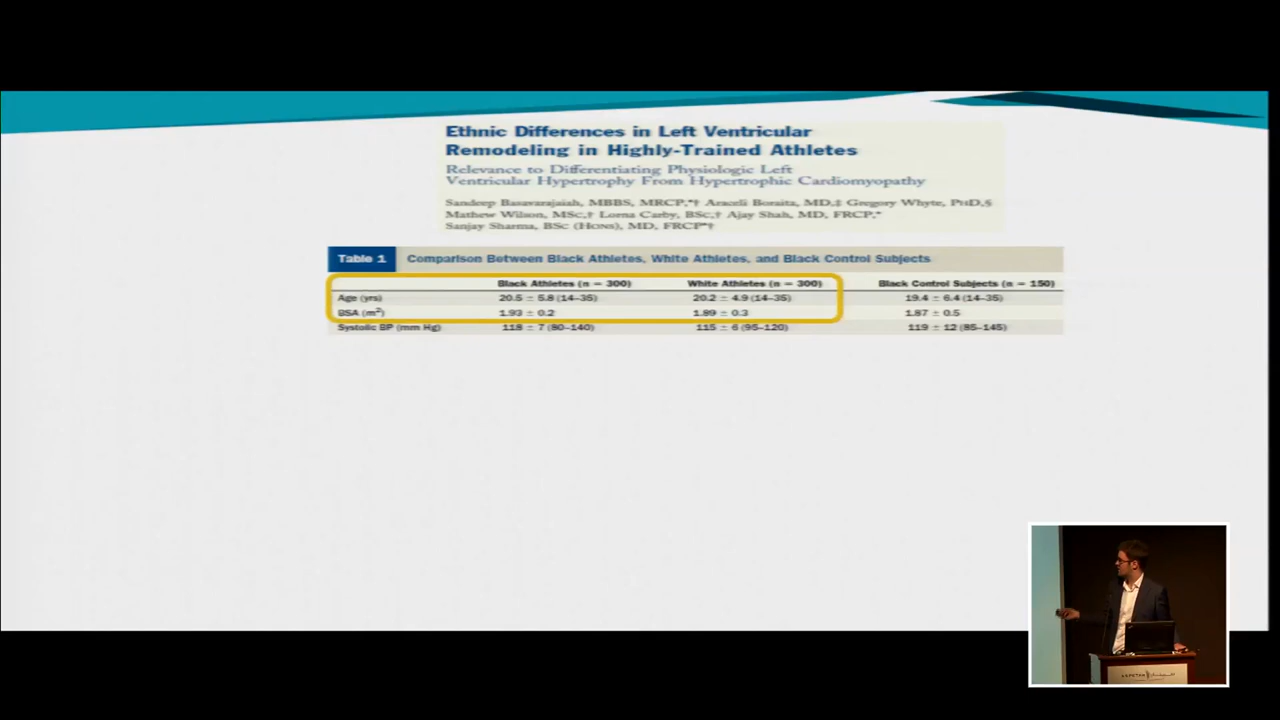 Ethnic Differences in Left Ventricular
Remodeling in Highly-Trained Athletes
Relevance to Differentiating Physiologic Left
Ventricular Hypertrophy From Hypertrophic Cardiomyopathy
Sandeep Basavarajaiah, MBBS, MRCP,*† Araceli Boraita, MD,‡ Gregory Whyte, PHD,§
Mathew Wilson, MSC,† Lorna Carby, BSC,† Ajay Shah, MD, FRCP,*
Sanjay Sharma, BSC (HONS), MD, FRCP*†
Table 1 Comparison Between Black Athletes, White Athletes, and Black Control Subjects
Black Athletes (n = 300) White Athletes (n = 300) Black Control Subjects (n = 150)
Age (yrs) 20.5 ± 5.8 (14–35) 20.2 ± 4.9 (14–35) 19.4 ± 6.4 (14–35)
BSA (m²) 1.93 ± 0.2 1.89 ± 0.3 1.87 ± 0.5
Systolic BP (mm Hg) 118 ± 7 (80–140) 115 ± 6 (95–120) 119 ± 12 (85–145)
ASPETAR